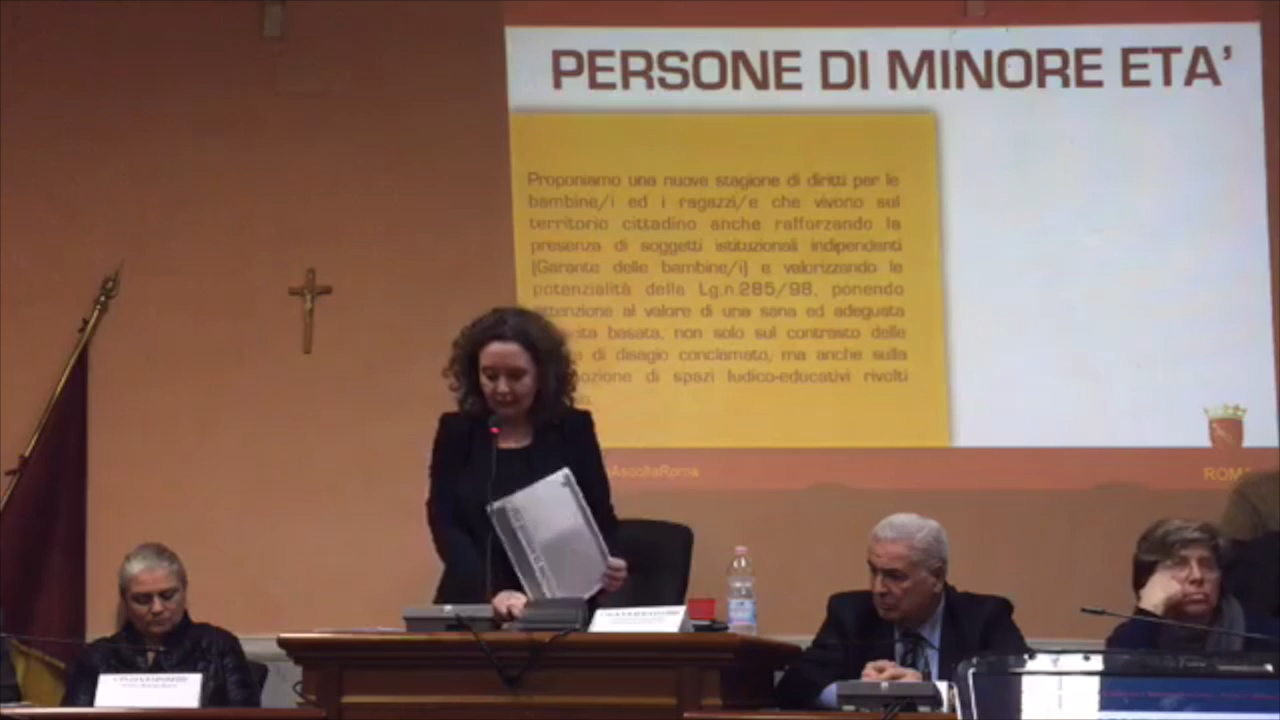 PERSONE DI MINORE ETA'
Proponiamo una nuova stagione di diritti per le
bambine/i ed i ragazzi/e che vivono sul
territorio cittadino anche rafforzando la
presenza di soggetti istituzionali indipendenti
(Garante delle bambine/i) e valorizzando le
potenzialità della Lg.n.285/98, ponendo
attenzione al valore di una sana ed adeguata
basata, non solo sul contrasto delle
di disagio conclamato, ma anche sulla
di spazi ludico-educativi rivolti
AscoltaRoma
ROMA